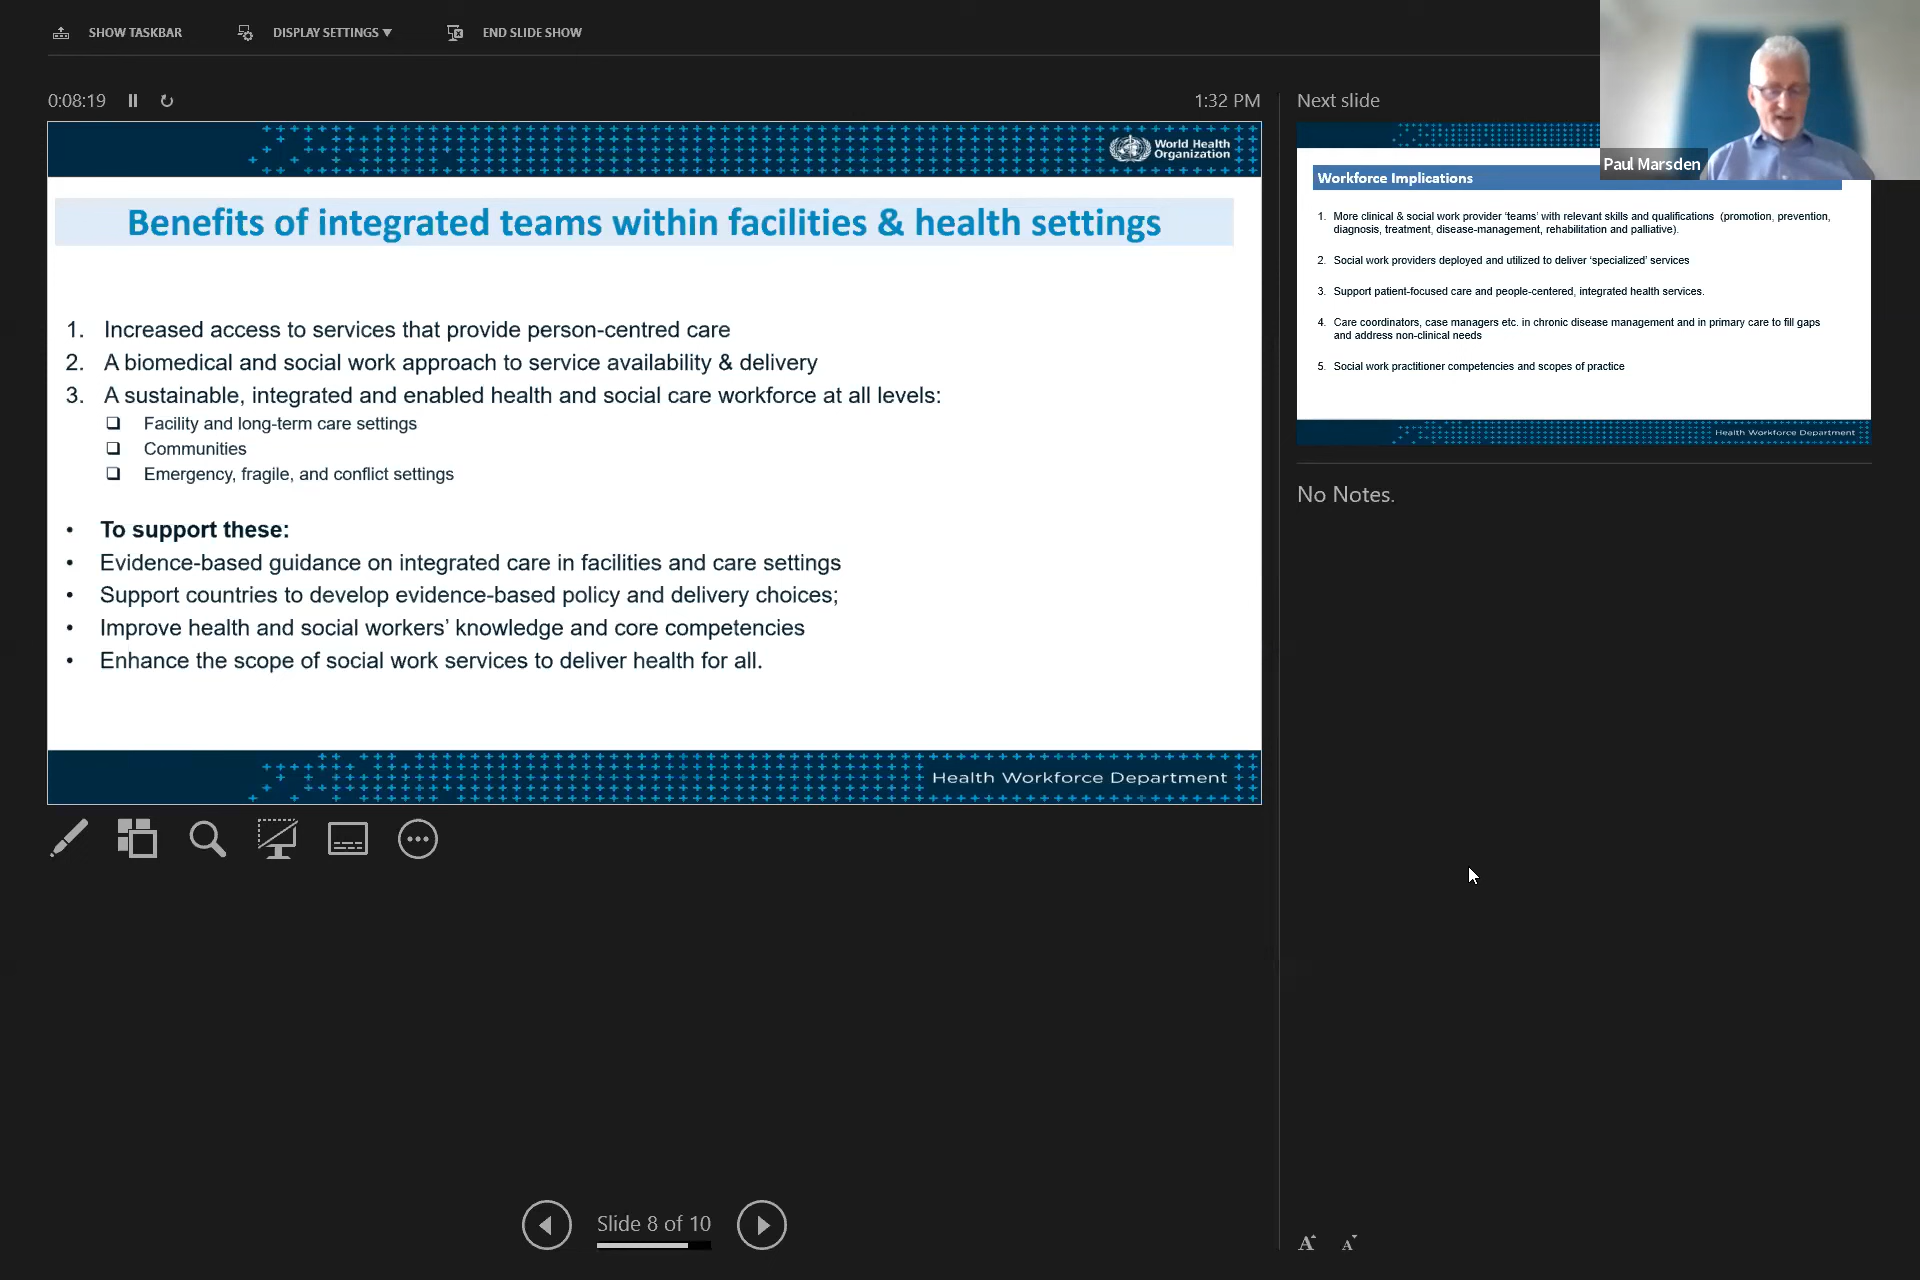 SHOW TASKBAR
DISPLAY SETTINGS ▼
END SLIDE SHOW
0:08:19
1:32 PM
World Health
Organization
Benefits of integrated teams within facilities & health settings
1. Increased access to services that provide person-centred care
2. A biomedical and social work approach to service availability & delivery
3. A sustainable, integrated and enabled health and social care workforce at all levels:
❑ Facility and long-term care settings
❑ Communities
❑ Emergency, fragile, and conflict settings
• To support these:
• Evidence-based guidance on integrated care in facilities and care settings
• Support countries to develop evidence-based policy and delivery choices;
• Improve health and social workers’ knowledge and core competencies
• Enhance the scope of social work services to deliver health for all.
Health Workforce Department
Slide 8 of 10
Next slide
Paul Marsden
Workforce Implications
1. More clinical & social work provider ‘teams’ with relevant skills and qualifications (promotion, prevention,
diagnosis, treatment, disease-management, rehabilitation and palliative).
2. Social work providers deployed and utilized to deliver ‘specialized’ services
3. Support patient-focused care and people-centered, integrated health services.
4. Care coordinators, case managers etc. in chronic disease management and in primary care to fill gaps
and address non-clinical needs
5. Social work practitioner competencies and scopes of practice
Health Workforce Department
No Notes.
A A